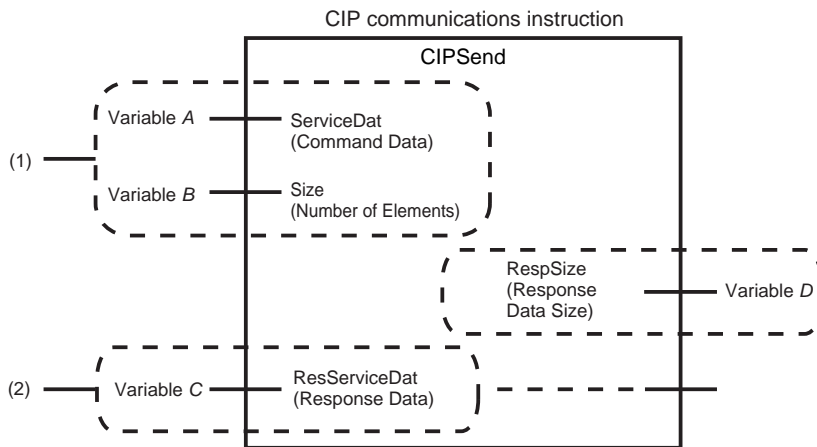 CIP communications instruction
CIPSend
(1)
Variable A
ServiceDat
(Command Data)
Variable B
Size
(Number of Elements)
RespSize
(Response
Data Size)
Variable D
(2)
Variable C
ResServiceDat
(Response Data)